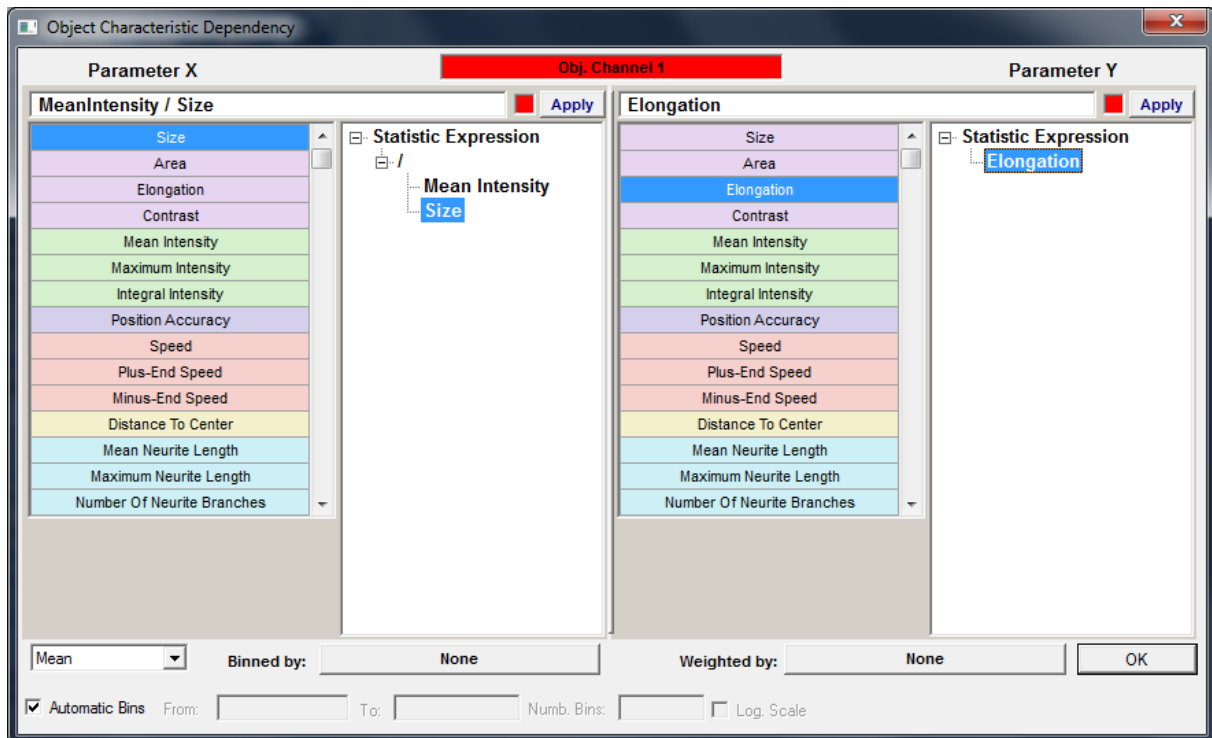 Object Characteristic Dependency
x
Parameter X
Obj. Channel 1
Parameter Y
MeanIntensity / Size
Apply
Elongation
Apply
Size
Area
Elongation
Contrast
Mean Intensity
Maximum Intensity
Integral Intensity
Position Accuracy
Speed
Plus-End Speed
Minus-End Speed
Distance To Center
Mean Neurite Length
Maximum Neurite Length
Number Of Neurite Branches
Statistic Expression
/
Mean Intensity
Size
Size
Area
Elongation
Contrast
Mean Intensity
Maximum Intensity
Integral Intensity
Position Accuracy
Speed
Plus-End Speed
Minus-End Speed
Distance To Center
Mean Neurite Length
Maximum Neurite Length
Number Of Neurite Branches
Statistic Expression
Elongation
Mean
Binned by:
None
Weighted by:
None
OK
Automatic Bins
From:
To:
Numb. Bins:
Log. Scale